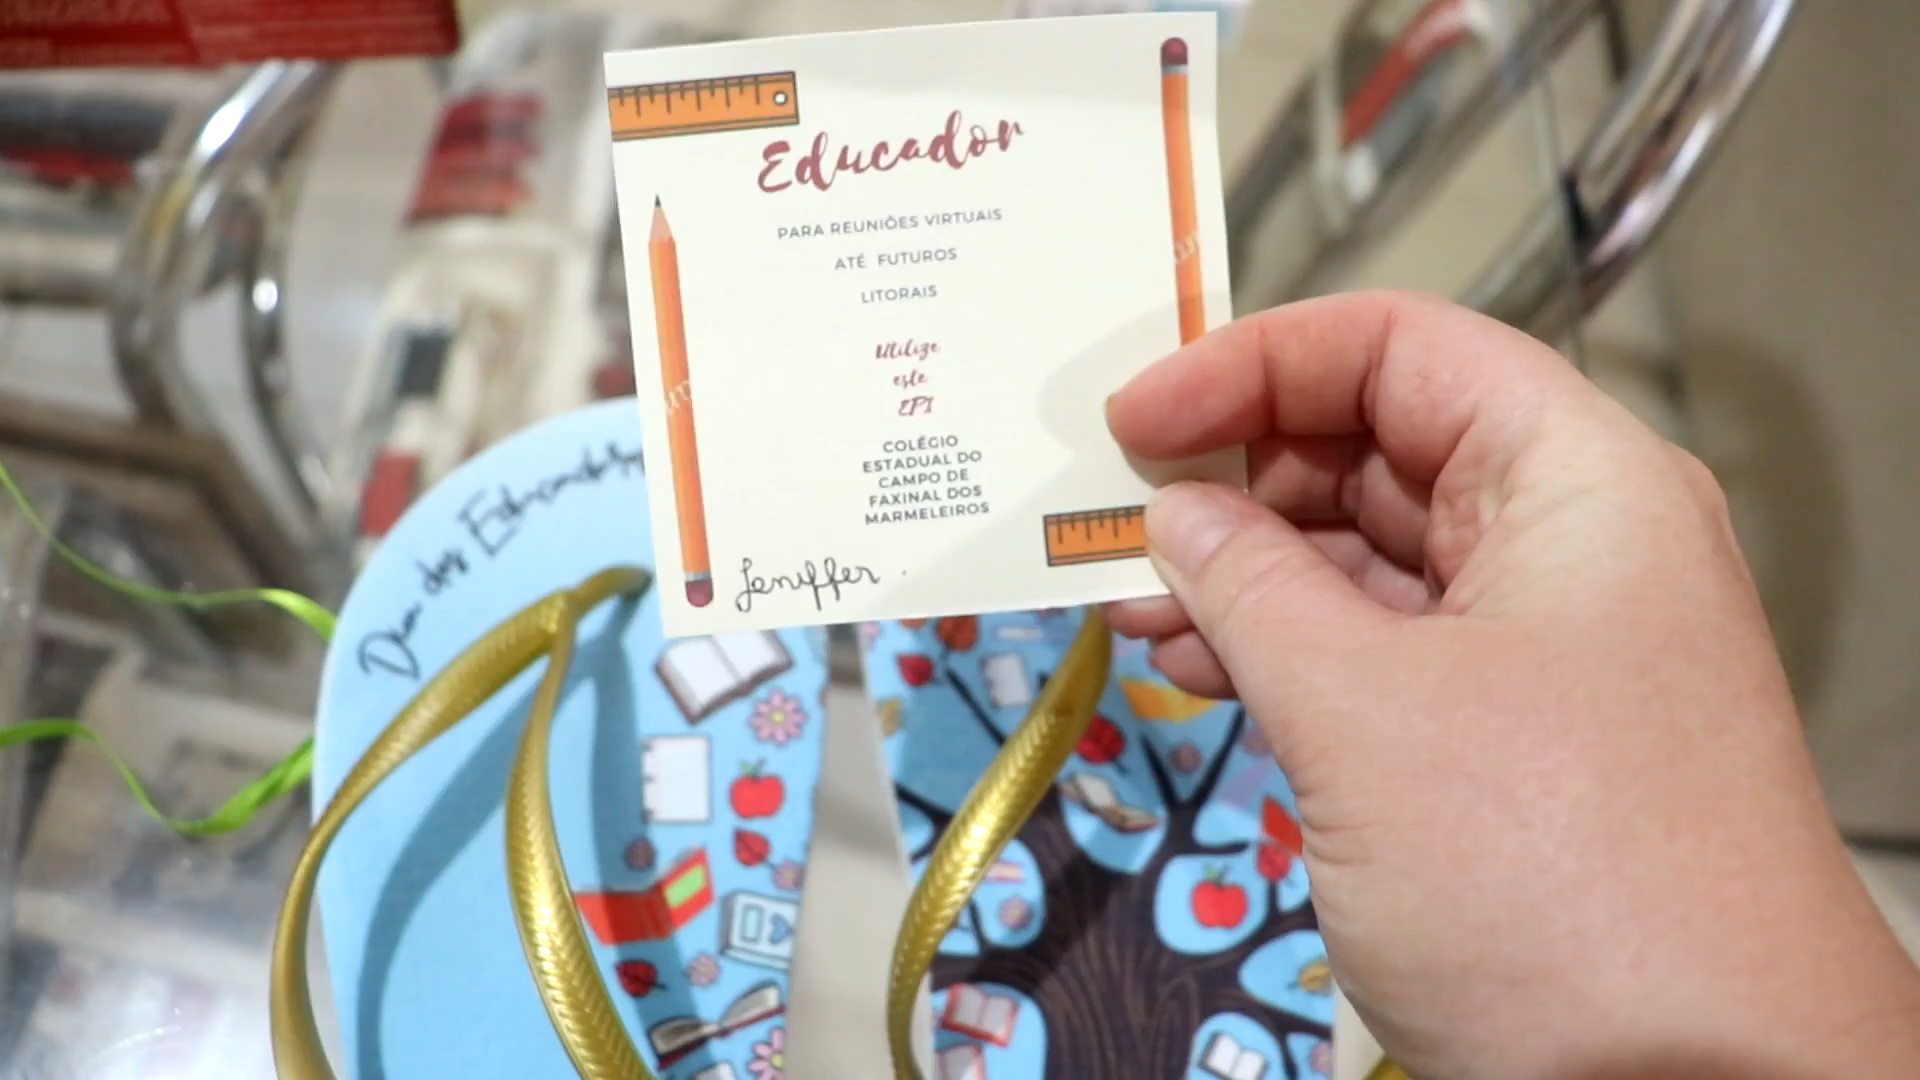 Educador
PARA REUNIÕES VIRTUAIS
ATÉ FUTUROS
LITORAIS
Utilize
este
EPI
COLÉGIO
ESTADUAL DO
CAMPO DE
FAXINAL DOS
MARMELEIROS
Jeniffer.
Dia dos